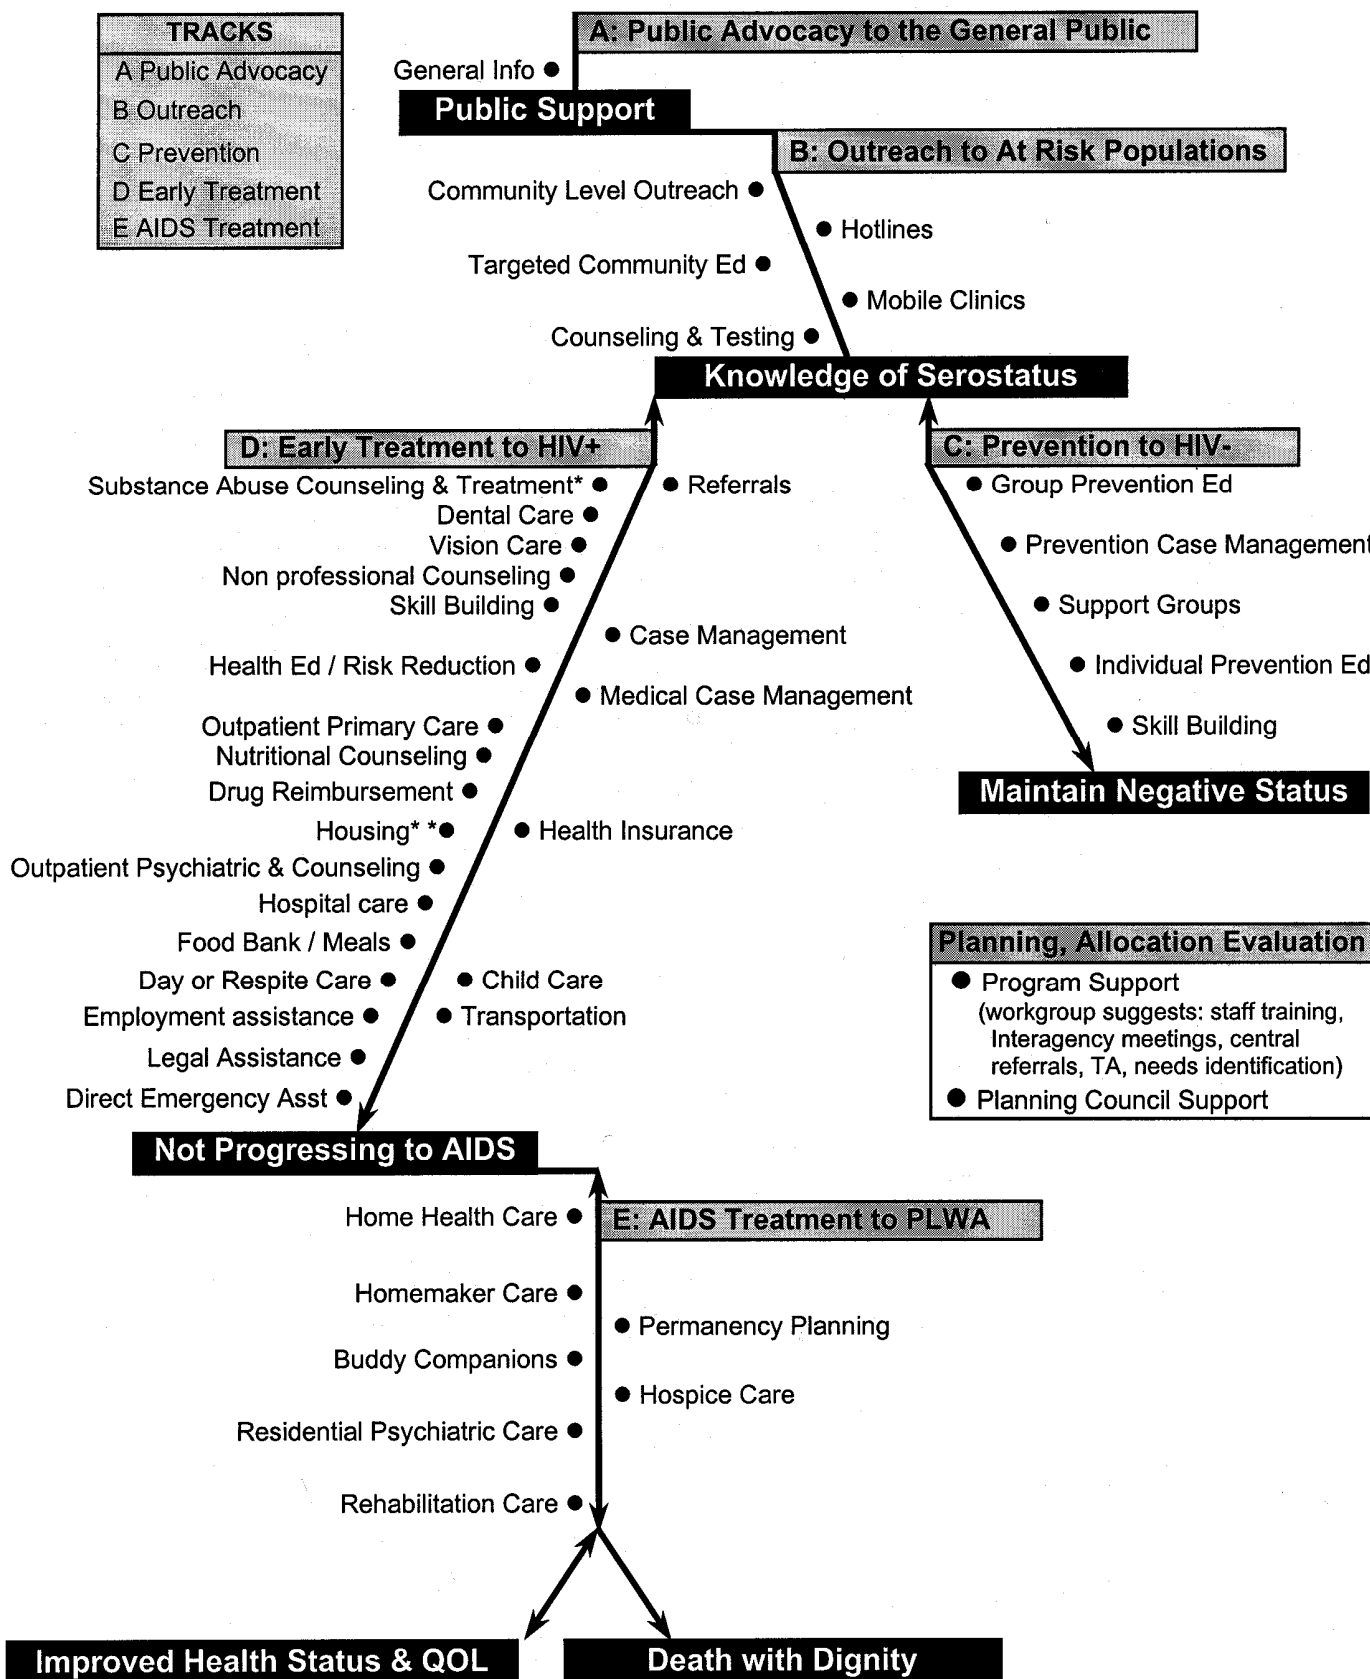 TRACKS
A Public Advocacy
B Outreach
C Prevention
D Early Treatment
E AIDS Treatment
A: Public Advocacy to the General Public
General Info ●
Public Support
B: Outreach to At Risk Populations
Community Level Outreach ●
● Hotlines
Targeted Community Ed ●
● Mobile Clinics
Counseling & Testing ●
Knowledge of Serostatus
D: Early Treatment to HIV+
C: Prevention to HIV-
Substance Abuse Counseling & Treatment* ●
● Referrals
● Group Prevention Ed
Dental Care ●
Vision Care ●
● Prevention Case Management
Non professional Counseling ●
Skill Building ●
● Support Groups
● Case Management
Health Ed / Risk Reduction ●
● Individual Prevention Ed
● Medical Case Management
Outpatient Primary Care ●
● Skill Building
Nutritional Counseling ●
Drug Reimbursement ●
Maintain Negative Status
Housing* * ●
● Health Insurance
Outpatient Psychiatric & Counseling ●
Hospital care ●
Food Bank / Meals ●
Day or Respite Care ●
● Child Care
Employment assistance ●
● Transportation
Legal Assistance ●
Direct Emergency Asst ●
Planning, Allocation Evaluation
● Program Support
(workgroup suggests: staff training,
Interagency meetings, central
referrals, TA, needs identification)
● Planning Council Support
Not Progressing to AIDS
Home Health Care ●
E: AIDS Treatment to PLWA
Homemaker Care ●
● Permanency Planning
Buddy Companions ●
● Hospice Care
Residential Psychiatric Care ●
Rehabilitation Care ●
Improved Health Status & QOL
Death with Dignity